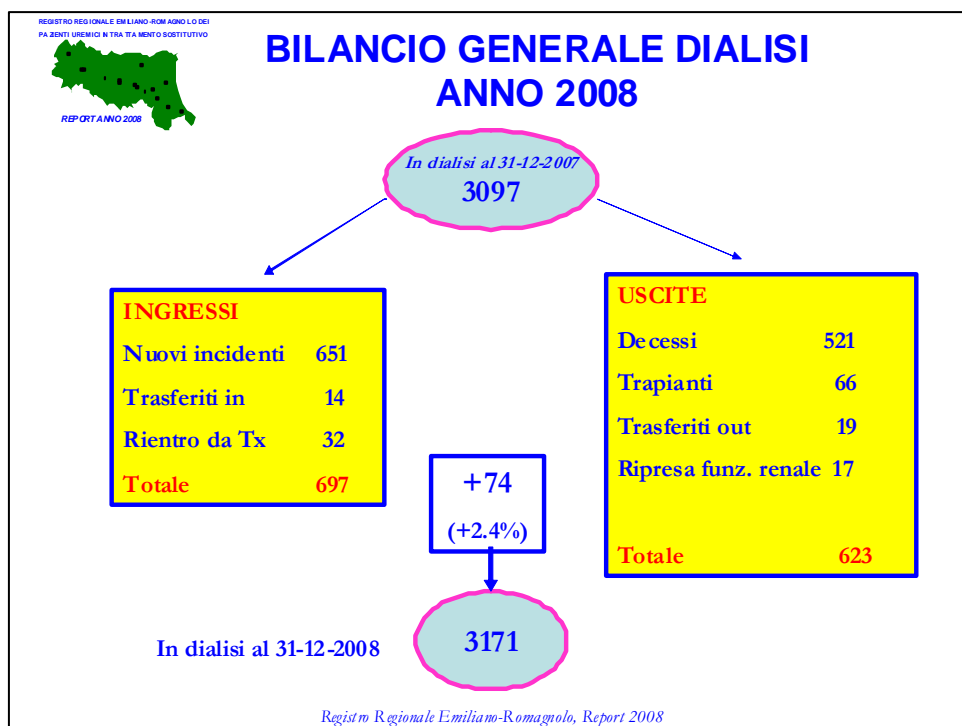 REGISTRO REGIONALE EMILIANO-ROMAGNOLO DEI
PAZIENTI UREMICI IN TRATTAMENTO SOSTITUTIVO
REPORT ANNO 2008
BILANCIO GENERALE DIALISI
ANNO 2008
In dialisi al 31-12-2007
3097
INGRESSI
Nuovi incidenti 651
Trasferiti in 14
Rientro da Tx 32
Totale 697
USCITE
Decessi 521
Trapianti 66
Trasferiti out 19
Ripresa funz. renale 17
Totale 623
+74
(+2.4%)
In dialisi al 31-12-2008
3171
Registro Regionale Emiliano-Romagnolo, Report 2008